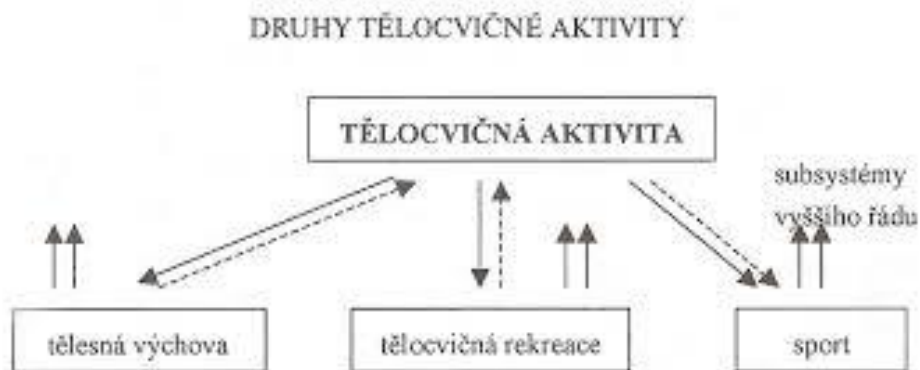 DRUHY TĚLOCVIČNÉ AKTIVITY
TĚLOCVIČNÁ AKTIVITA
subsystémy
vyššího řádu
tělesná výchova
tělocvičná rekreace
sport